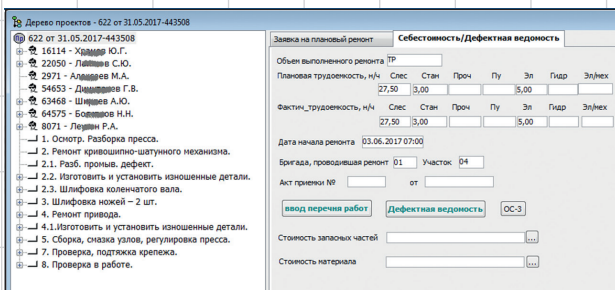 Дерево проектов - 622 от 31.05.2017-443508
622 от 31.05.2017-443508
16114 - Ю.Г.
22050 - С.Ю.
2971 - М.А.
54653 - Г.В.
63468 - А.Ю.
64575 - Н.Н.
8071 - Р.А.
1. Осмотр. Разборка пресса.
2. Ремонт кривошипно-шатунного механизма.
2.1. Разб. промыв. дефект.
2.2. Изготовить и установить изношенные детали.
2.3. Шлифовка коленчатого вала.
3. Шлифовка ножей – 2 шт.
4. Ремонт привода.
4.1.Изготовить и установить изношенные детали.
5. Сборка, смазка узлов, регулировка пресса.
7. Проверка, подтяжка крепежа.
8. Проверка в работе.
Заявка на плановый ремонт Себестоимость/Дефектная ведомость
Объем выполненного ремонта ТР
Плановая трудоемкость, н/ч Слес Стан Проч Пу Эл Гидр Эл/мех
27,50 3,00 5,00
Фактич_трудоемкость, н/ч Слес Стан Проч Пу Эл Гидр Эл/мех
27,50 3,00 5,00
Дата начала ремонта 03.06.2017 07:00
Бригада, проводившая ремонт 01 Участок 04
Акт приемки № от
ввод перечня работ Дефектная ведомость ОС-3
Стоимость запасных частей ...
Стоимость материала ...